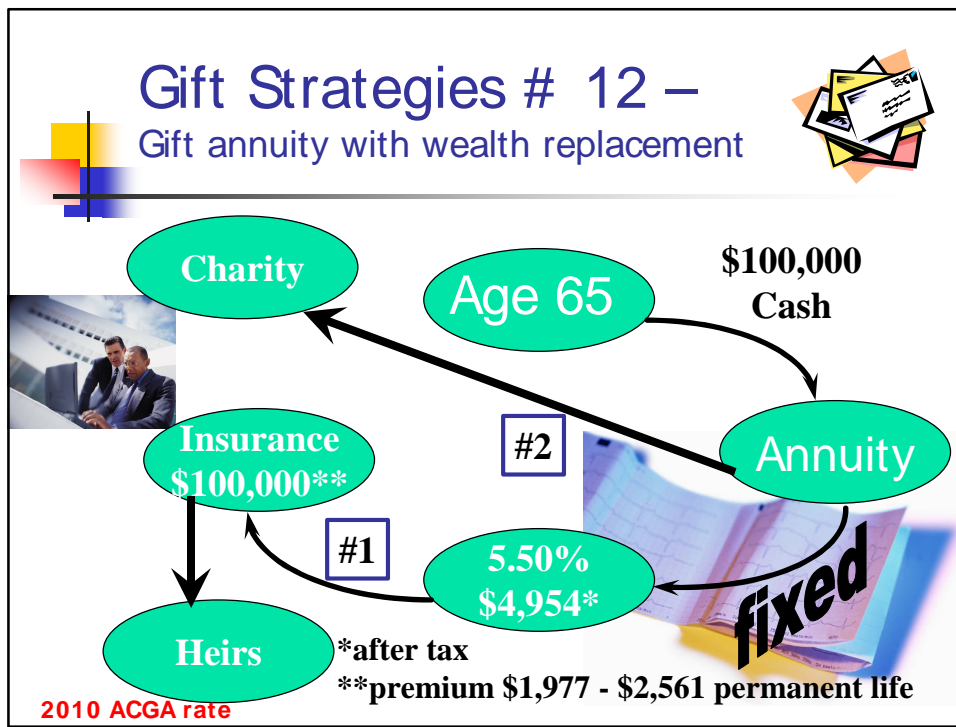 Gift Strategies # 12 –
Gift annuity with wealth replacement
Charity
Age 65
$100,000
Cash
Insurance
$100,000**
#2
Annuity
#1
5.50%
$4,954*
fixed
Heirs
*after tax
**premium $1,977 - $2,561 permanent life
2010 ACGA rate